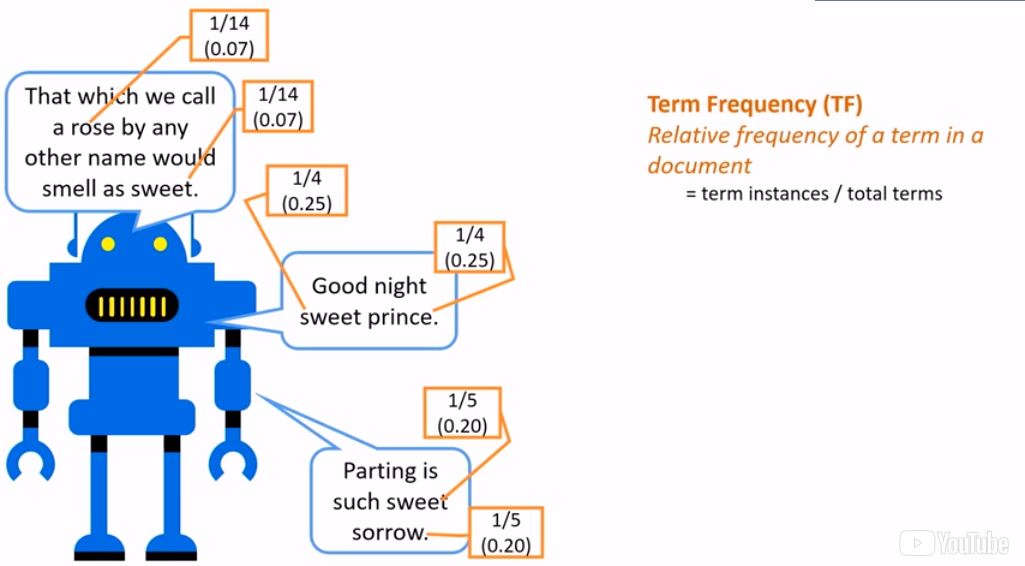 1/14
(0.07)
That which we call
a rose by any
other name would
smell as sweet.
1/14
(0.07)
1/4
(0.25)
1/4
(0.25)
Good night
sweet prince.
1/5
(0.20)
Parting is
such sweet
sorrow.
1/5
(0.20)
Term Frequency (TF)
Relative frequency of a term in a
document
= term instances / total terms
YouTube